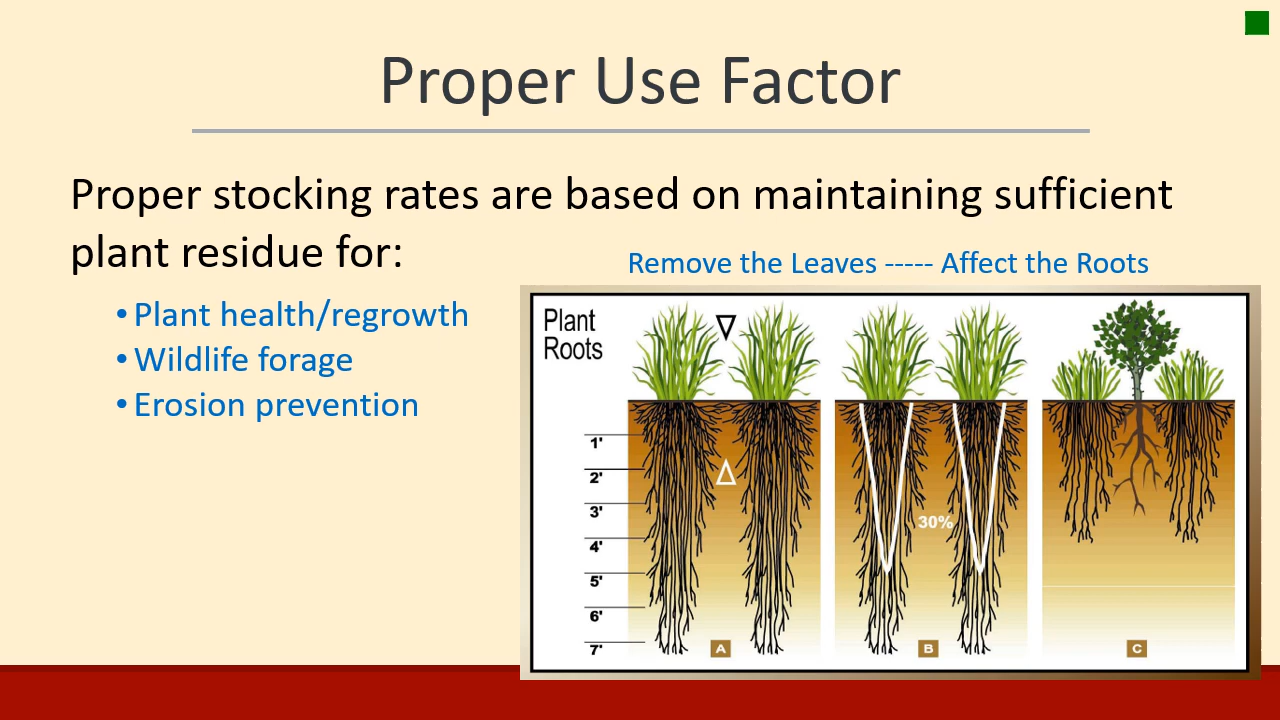 Proper Use Factor
Proper stocking rates are based on maintaining sufficient
plant residue for:
Remove the Leaves ----- Affect the Roots
• Plant health/regrowth
• Wildlife forage
• Erosion prevention
Plant
Roots
1'
2'
3'
4'
5'
6'
7'
30%
A
B
C